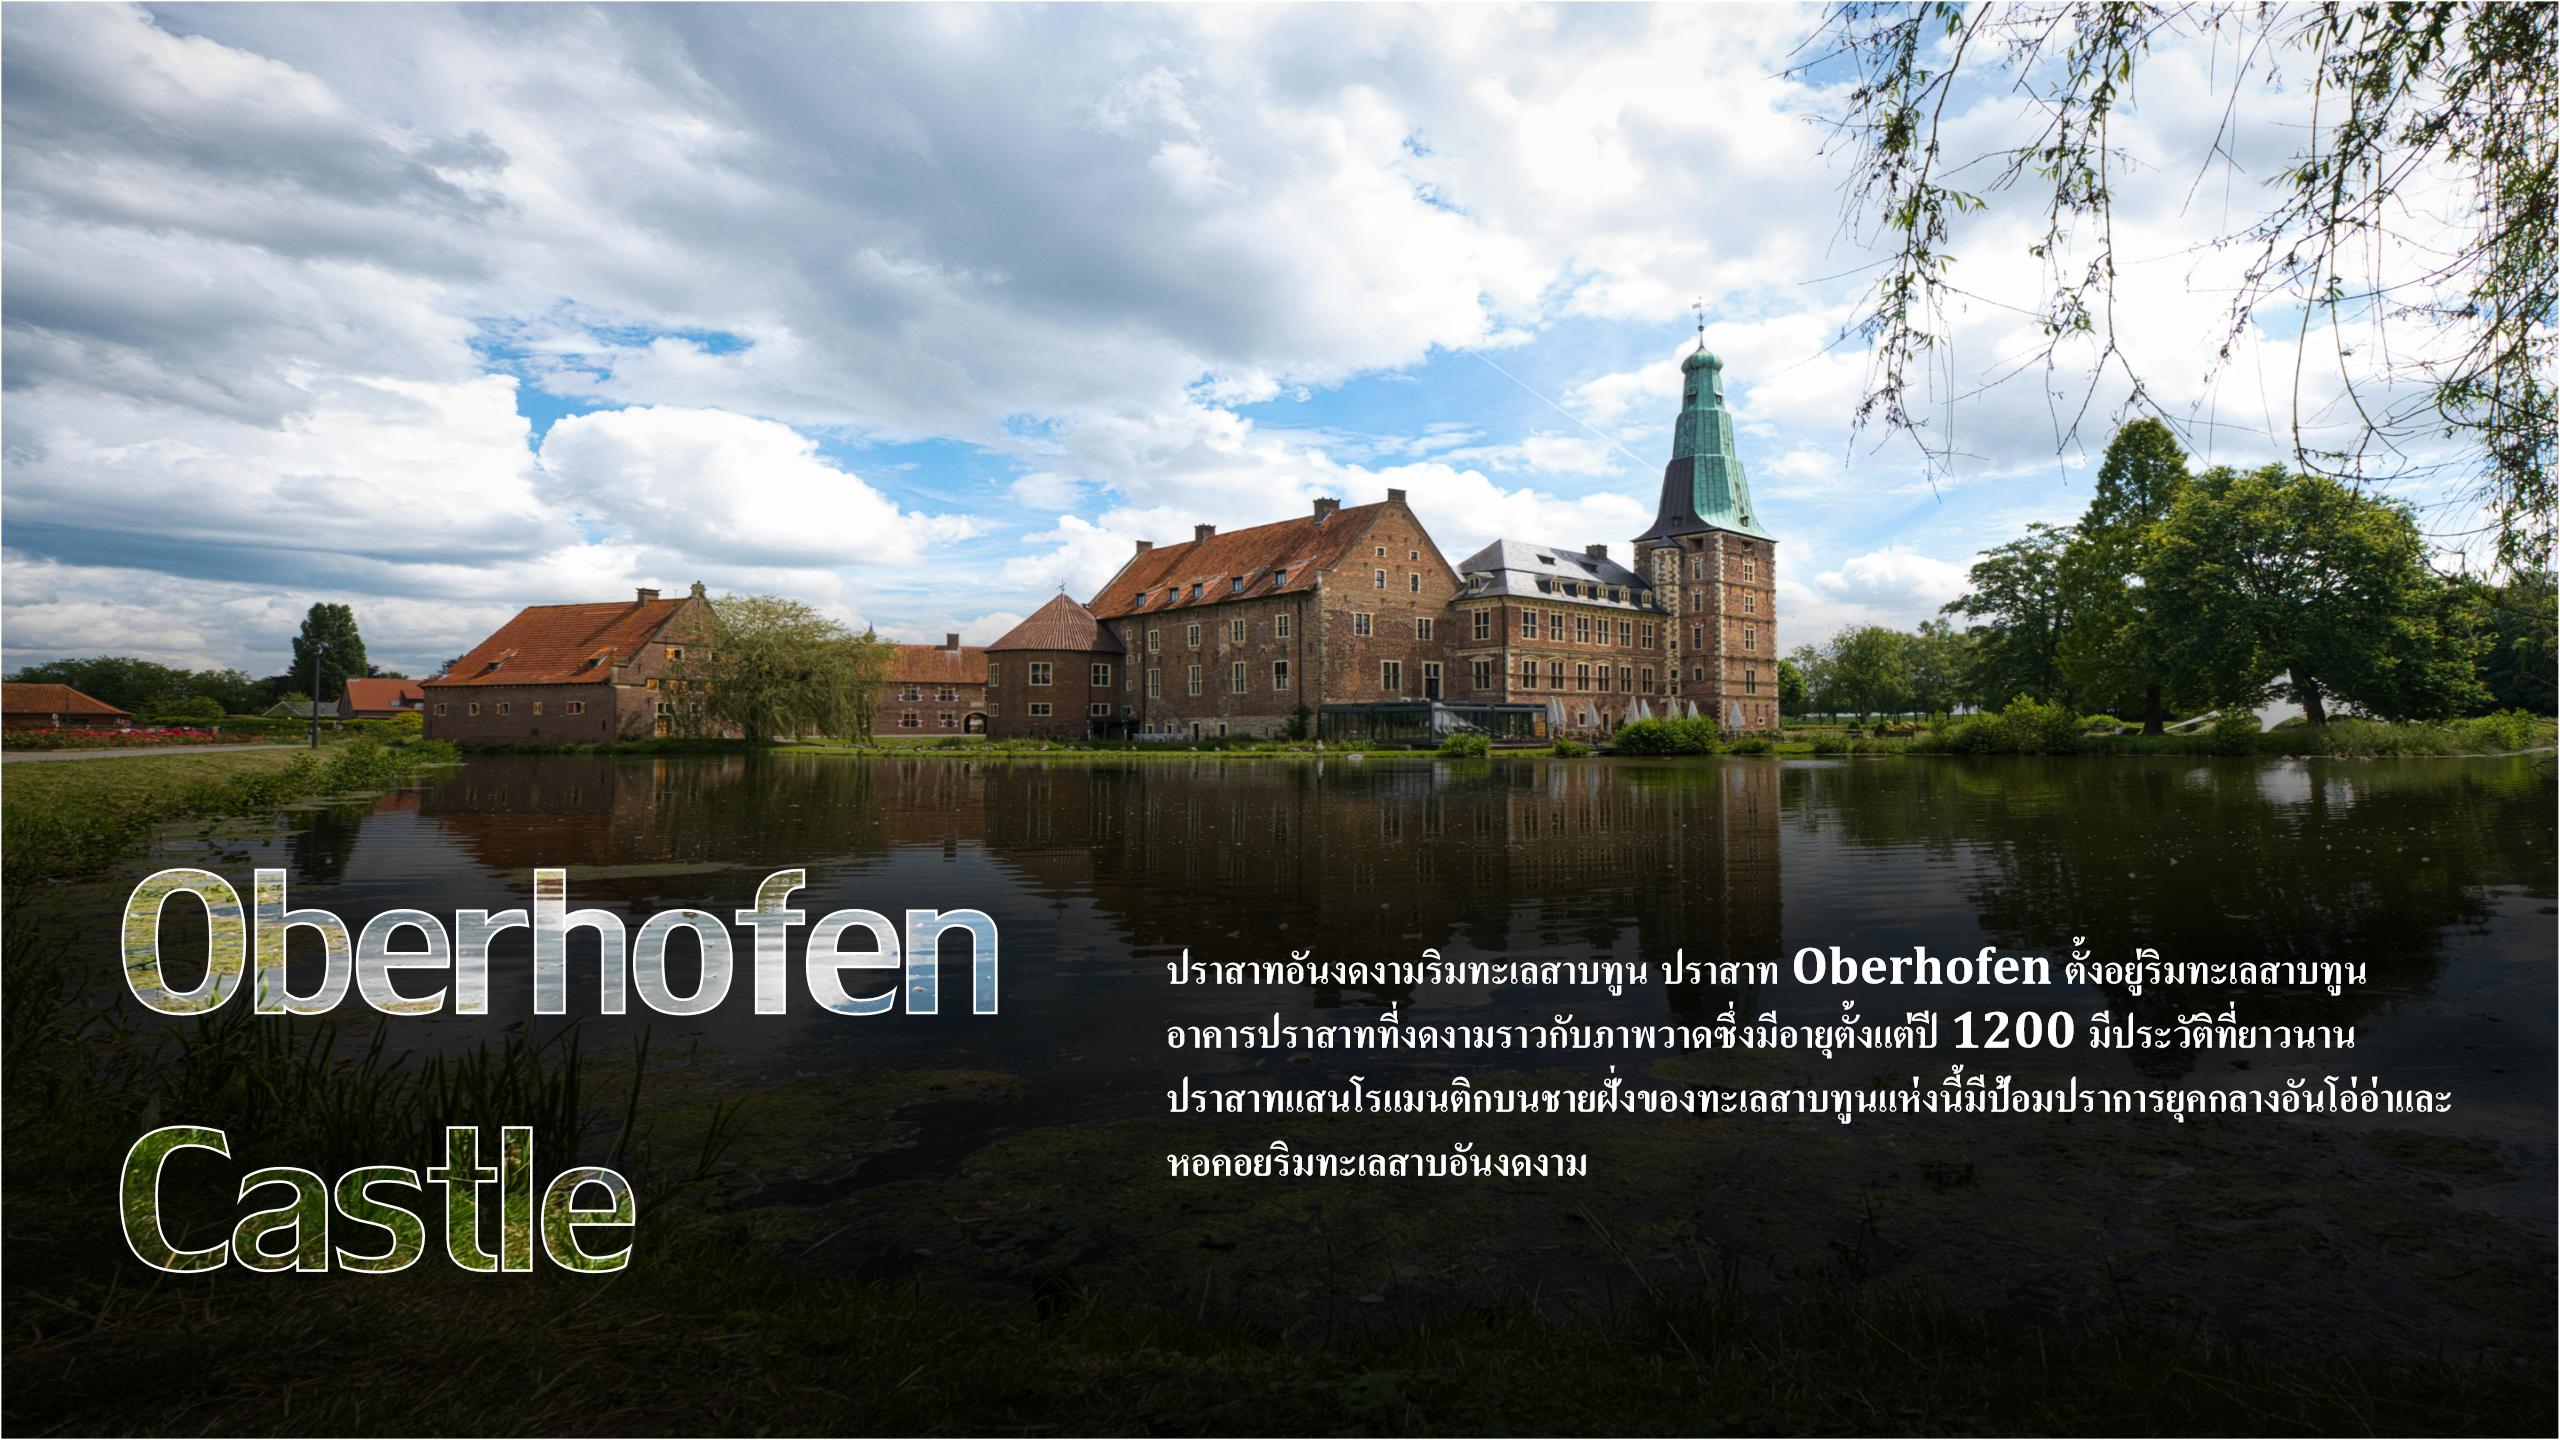 Oberhofen
Castle
ปราสาทอันงดงามริมทะเลสาบทูน ปราสาท Oberhofen ตั้งอยู่ริมทะเลสาบทูน
อาคารปราสาทที่งดงามราวกับภาพวาดซึ่งมีอายุตั้งแต่ปี 1200 มีประวัติที่ยาวนาน
ปราสาทแสนโรแมนติกบนชายฝั่งของทะเลสาบทูนแห่งนี้มีป้อมปราการยุคกลางอันโอ่อ่าและ
หอคอยริมทะเลสาบอันงดงาม